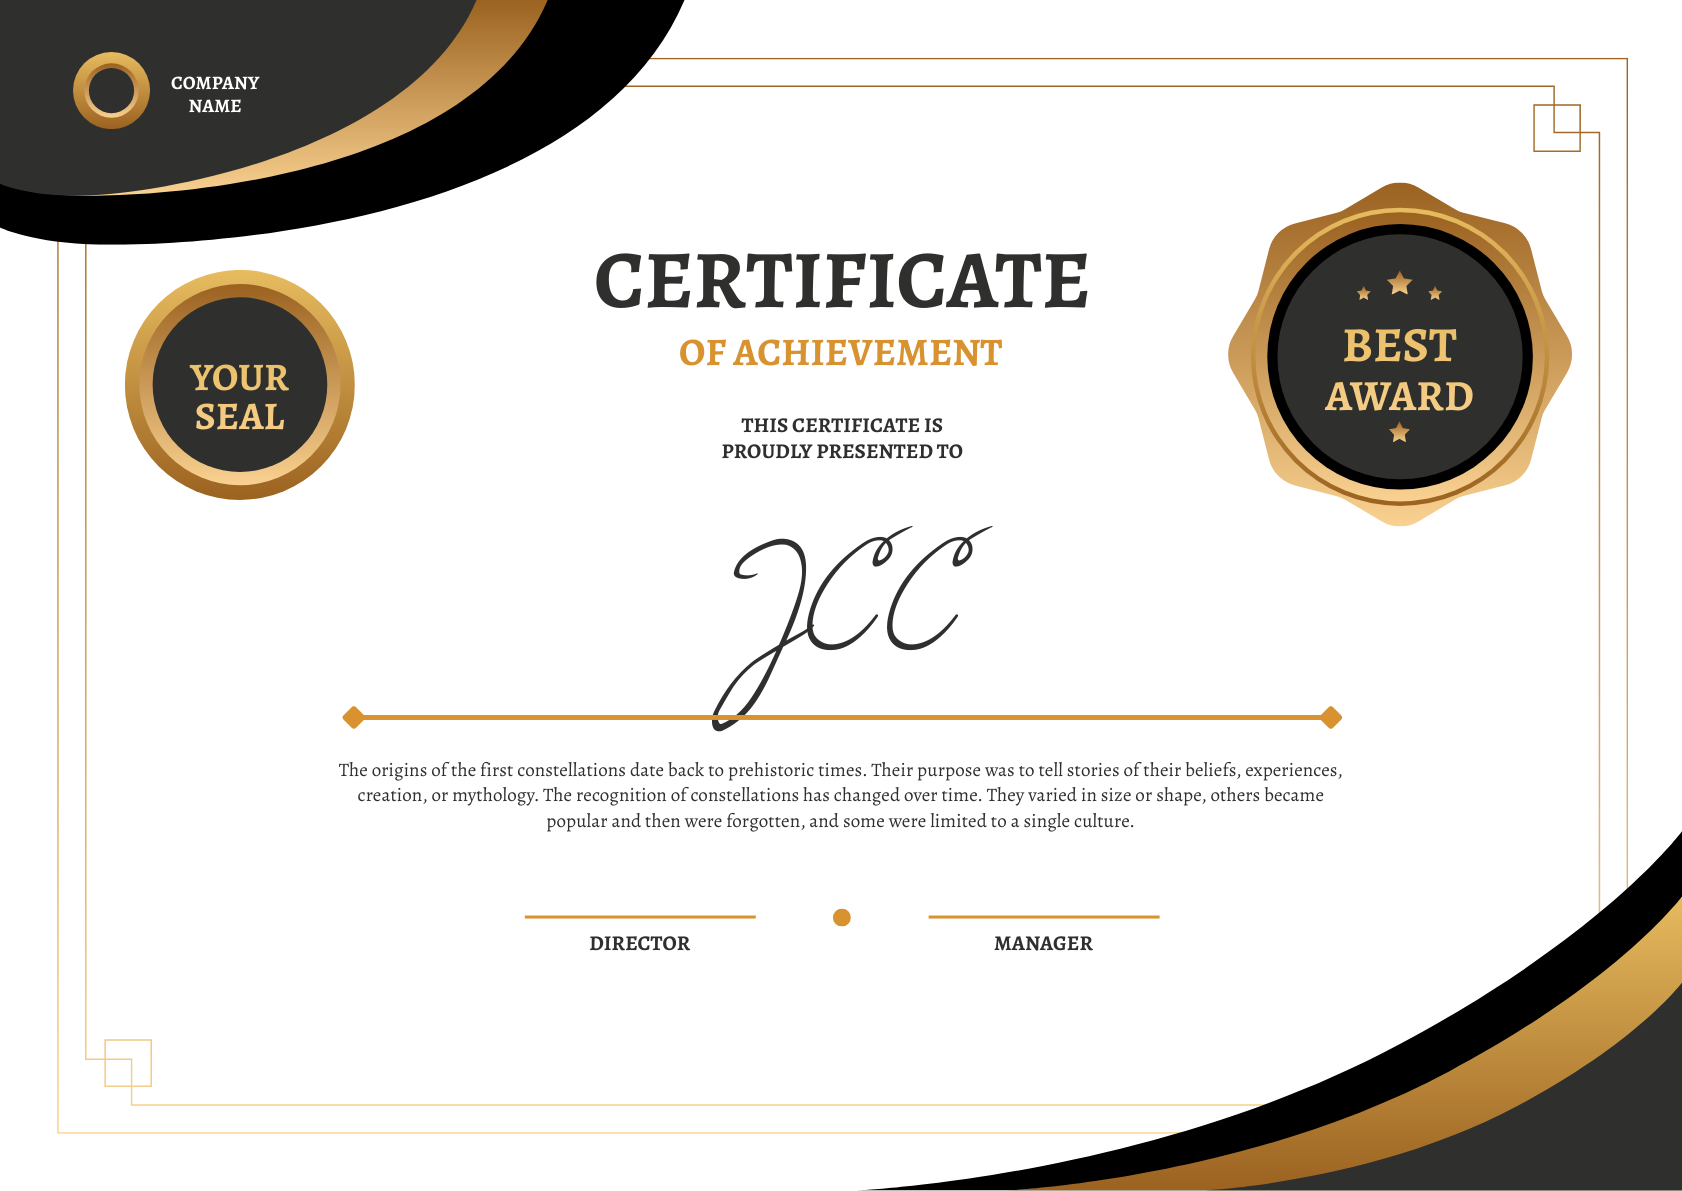 COMPANY
NAME
CERTIFICATE
OF ACHIEVEMENT
YOUR
SEAL
BEST
AWARD
THIS CERTIFICATE IS
PROUDLY PRESENTED TO
JCC
The origins of the first constellations date back to prehistoric times. Their purpose was to tell stories of their beliefs, experiences,
creation, or mythology. The recognition of constellations has changed over time. They varied in size or shape, others became
popular and then were forgotten, and some were limited to a single culture.
DIRECTOR
MANAGER